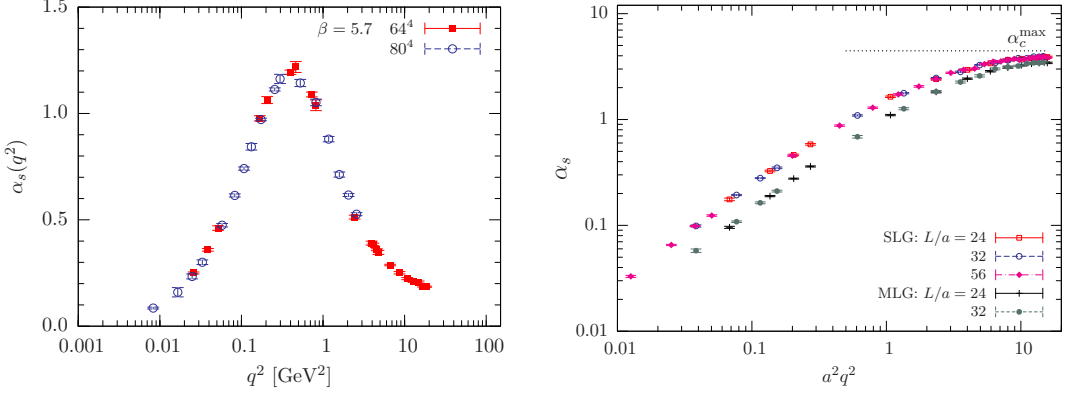 β = 5.7 64⁴
80⁴
α_s(q²)
1.5
1.0
0.5
0.0
0.001
0.01
0.1
1
10
100
q² [GeV²]
α_c^max
α_s
10
1
0.1
0.01
SLG: L/a = 24
32
56
MLG: L/a = 24
32
0.01
0.1
1
10
a²q²